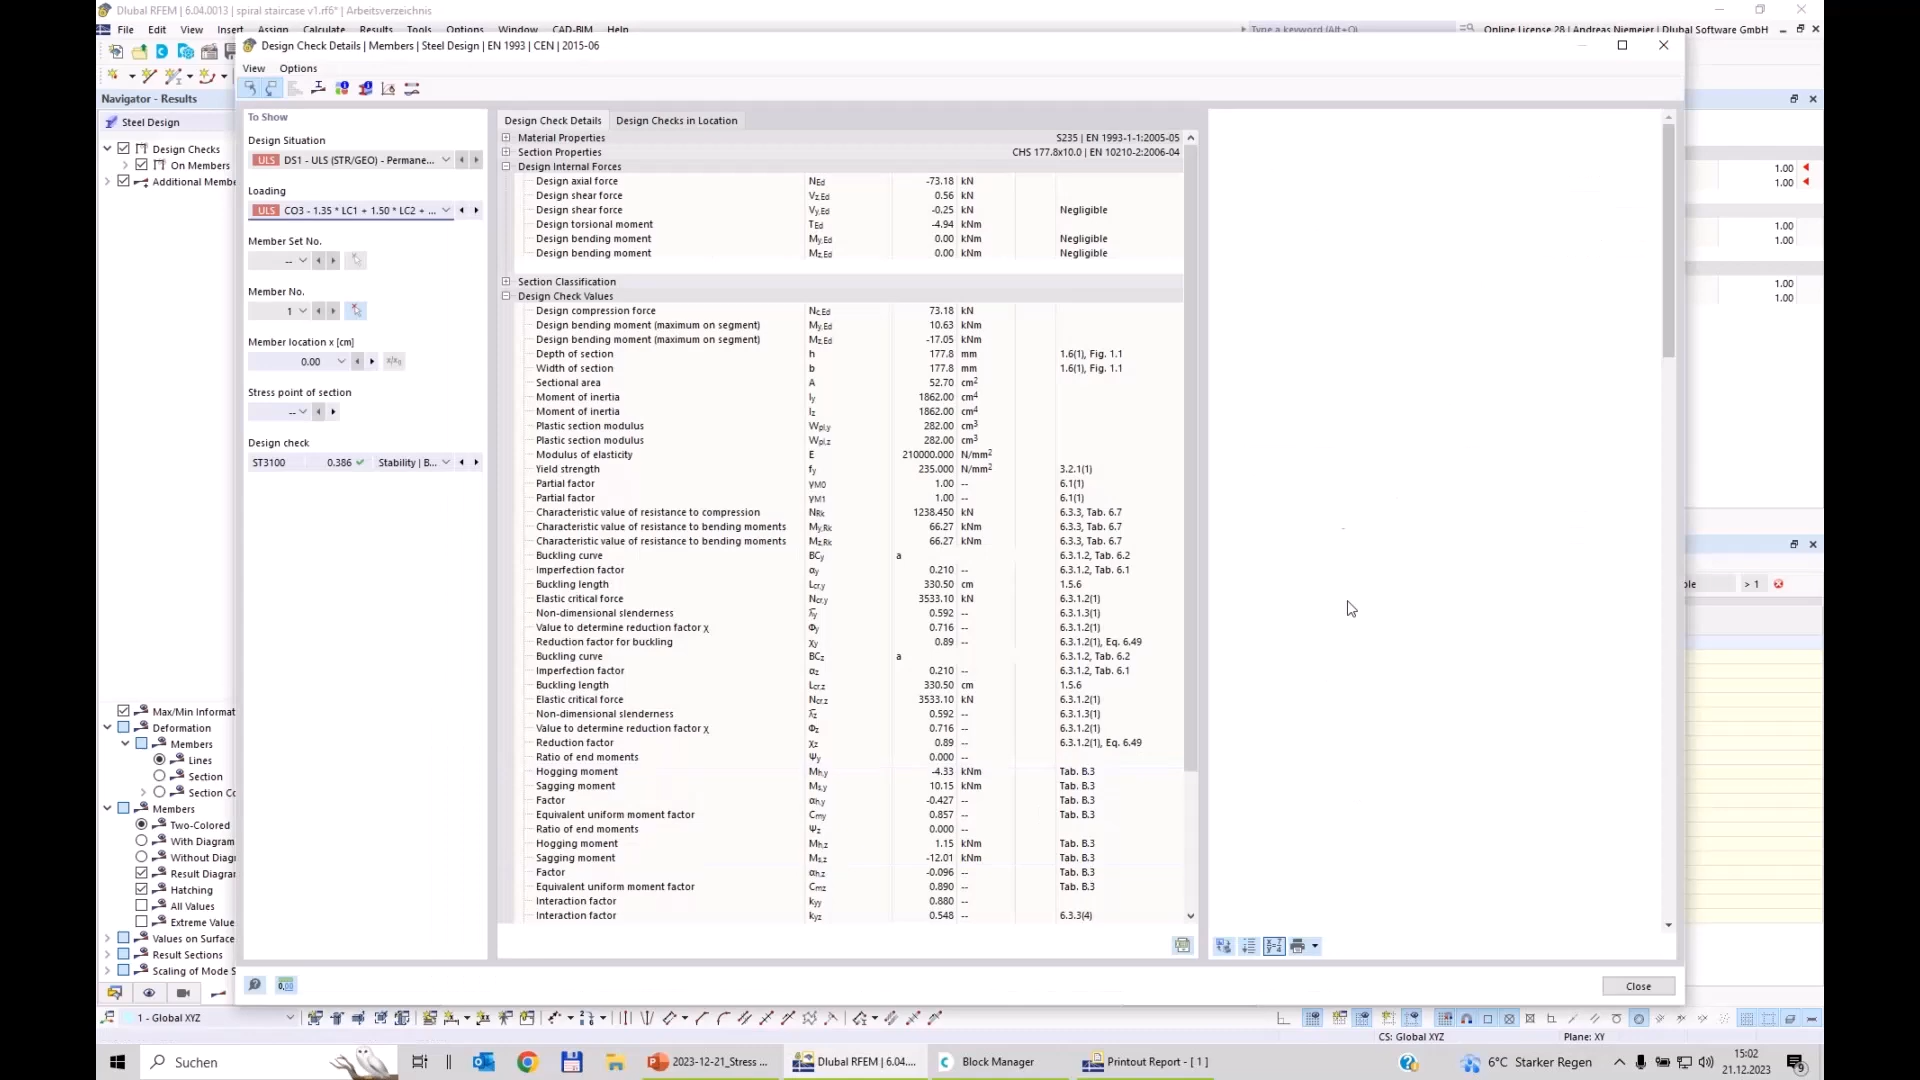 Dlubal RFEM | 6.04.0013 | spiral staircase v1.rf6* | Arbeitsverzeichnis
File Edit View Insert Assign Calculate Results Tools Options Window CAD-BIM Help
Type a keyword (Alt+Q)
Online License 28 | Andreas Niemeier | Dlubal Software GmbH
Design Check Details | Members | Steel Design | EN 1993 | CEN | 2015-06
View Options
Navigator - Results
Steel Design
Design Checks
On Members
Additional Membe
Max/Min Informat
Deformation
Members
Lines
Section
Section Co
Members
Two-Colored
With Diagram
Without Diagr
Result Diagrar
Hatching
All Values
Extreme Value
Values on Surface
Result Sections
Scaling of Mode S
To Show
Design Situation
ULS DS1 - ULS (STR/GEO) - Permane...
Loading
ULS CO3 - 1.35 * LC1 + 1.50 * LC2 + ...
Member Set No.
--
Member No.
1
Member location x [cm]
0.00
x/x0
Stress point of section
--
Design check
ST3100 0.386 Stability | B...
Design Check Details Design Checks in Location
Material Properties S235 | EN 1993-1-1:2005-05
Section Properties CHS 177.8x10.0 | EN 10210-2:2006-04
Design Internal Forces
Design axial force NEd -73.18 kN
Design shear force Vz,Ed 0.56 kN
Design shear force Vy,Ed -0.25 kN Negligible
Design torsional moment TEd -4.94 kNm
Design bending moment My,Ed 0.00 kNm Negligible
Design bending moment Mz,Ed 0.00 kNm Negligible
Section Classification
Design Check Values
Design compression force Nc,Ed 73.18 kN
Design bending moment (maximum on segment) My,Ed 10.63 kNm
Design bending moment (maximum on segment) Mz,Ed -17.05 kNm
Depth of section h 177.8 mm 1.6(1), Fig. 1.1
Width of section b 177.8 mm 1.6(1), Fig. 1.1
Sectional area A 52.70 cm2
Moment of inertia Iy 1862.00 cm4
Moment of inertia Iz 1862.00 cm4
Plastic section modulus Wpl,y 282.00 cm3
Plastic section modulus Wpl,z 282.00 cm3
Modulus of elasticity E 210000.000 N/mm2
Yield strength fy 235.000 N/mm2 3.2.1(1)
Partial factor γM0 1.00 -- 6.1(1)
Partial factor γM1 1.00 -- 6.1(1)
Characteristic value of resistance to compression NRk 1238.450 kN 6.3.3, Tab. 6.7
Characteristic value of resistance to bending moments My,Rk 66.27 kNm 6.3.3, Tab. 6.7
Characteristic value of resistance to bending moments Mz,Rk 66.27 kNm 6.3.3, Tab. 6.7
Buckling curve BCy a 6.3.1.2, Tab. 6.2
Imperfection factor αy 0.210 -- 6.3.1.2, Tab. 6.1
Buckling length Lcr,y 330.50 cm 1.5.6
Elastic critical force Ncr,y 3533.10 kN 6.3.1.2(1)
Non-dimensional slenderness λ̅y 0.592 -- 6.3.1.3(1)
Value to determine reduction factor χ Φy 0.716 -- 6.3.1.2(1)
Reduction factor for buckling χy 0.89 -- 6.3.1.2(1), Eq. 6.49
Buckling curve BCz a 6.3.1.2, Tab. 6.2
Imperfection factor αz 0.210 -- 6.3.1.2, Tab. 6.1
Buckling length Lcr,z 330.50 cm 1.5.6
Elastic critical force Ncr,z 3533.10 kN 6.3.1.2(1)
Non-dimensional slenderness λ̅z 0.592 -- 6.3.1.3(1)
Value to determine reduction factor χ Φz 0.716 -- 6.3.1.2(1)
Reduction factor χz 0.89 -- 6.3.1.2(1), Eq. 6.49
Ratio of end moments Ψy 0.000 --
Hogging moment Mh,y -4.33 kNm Tab. B.3
Sagging moment Ms,y 10.15 kNm Tab. B.3
Factor αh,y -0.427 -- Tab. B.3
Equivalent uniform moment factor Cmy 0.857 -- Tab. B.3
Ratio of end moments Ψz 0.000 --
Hogging moment Mh,z 1.15 kNm Tab. B.3
Sagging moment Ms,z -12.01 kNm Tab. B.3
Factor αh,z -0.096 -- Tab. B.3
Equivalent uniform moment factor Cmz 0.890 -- Tab. B.3
Interaction factor kyy 0.880 --
Interaction factor kyz 0.548 -- 6.3.3(4)
1.00
1.00
1.00
1.00
1.00
1.00
ble > 1
Close
1 - Global XYZ
CS: Global XYZ Plane: XY
Suchen
2023-12-21_Stress ...
Dlubal RFEM | 6.04....
Block Manager
Printout Report - [ 1 ]
6°C Starker Regen
15:02
21.12.2023
9